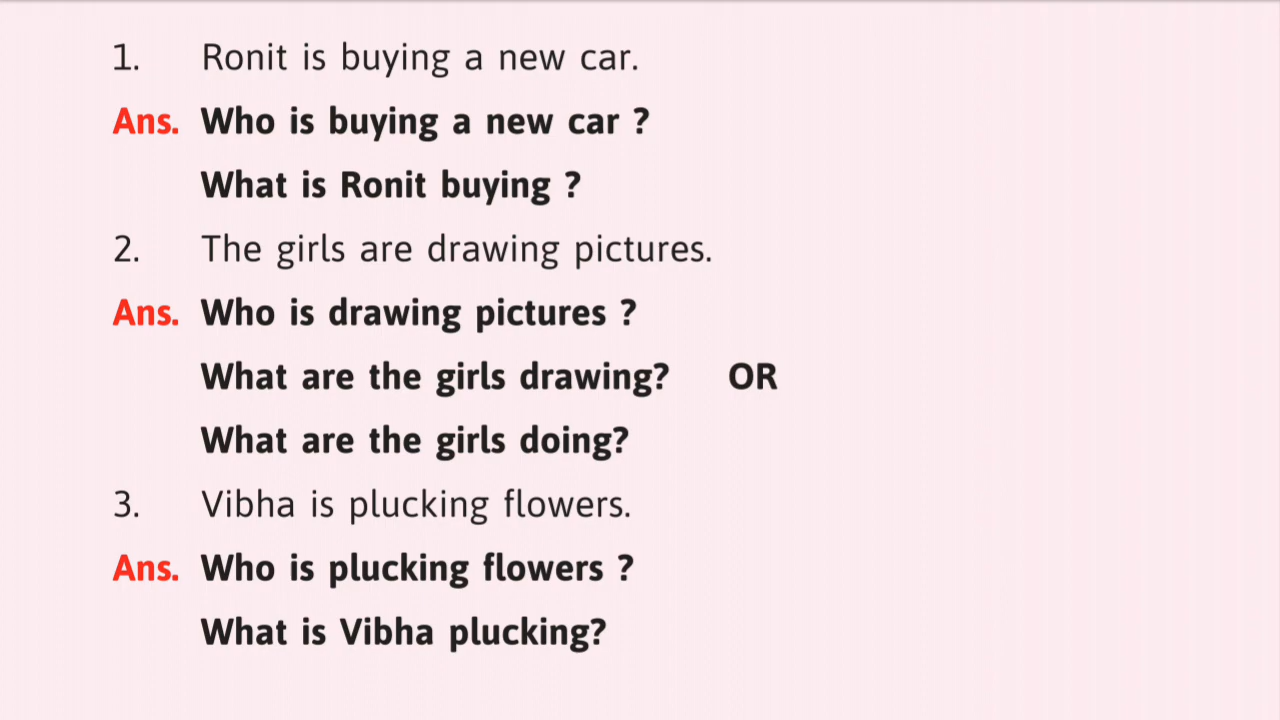 1. Ronit is buying a new car.
Ans. Who is buying a new car ?
What is Ronit buying ?
2. The girls are drawing pictures.
Ans. Who is drawing pictures ?
What are the girls drawing? OR
What are the girls doing?
3. Vibha is plucking flowers.
Ans. Who is plucking flowers ?
What is Vibha plucking?